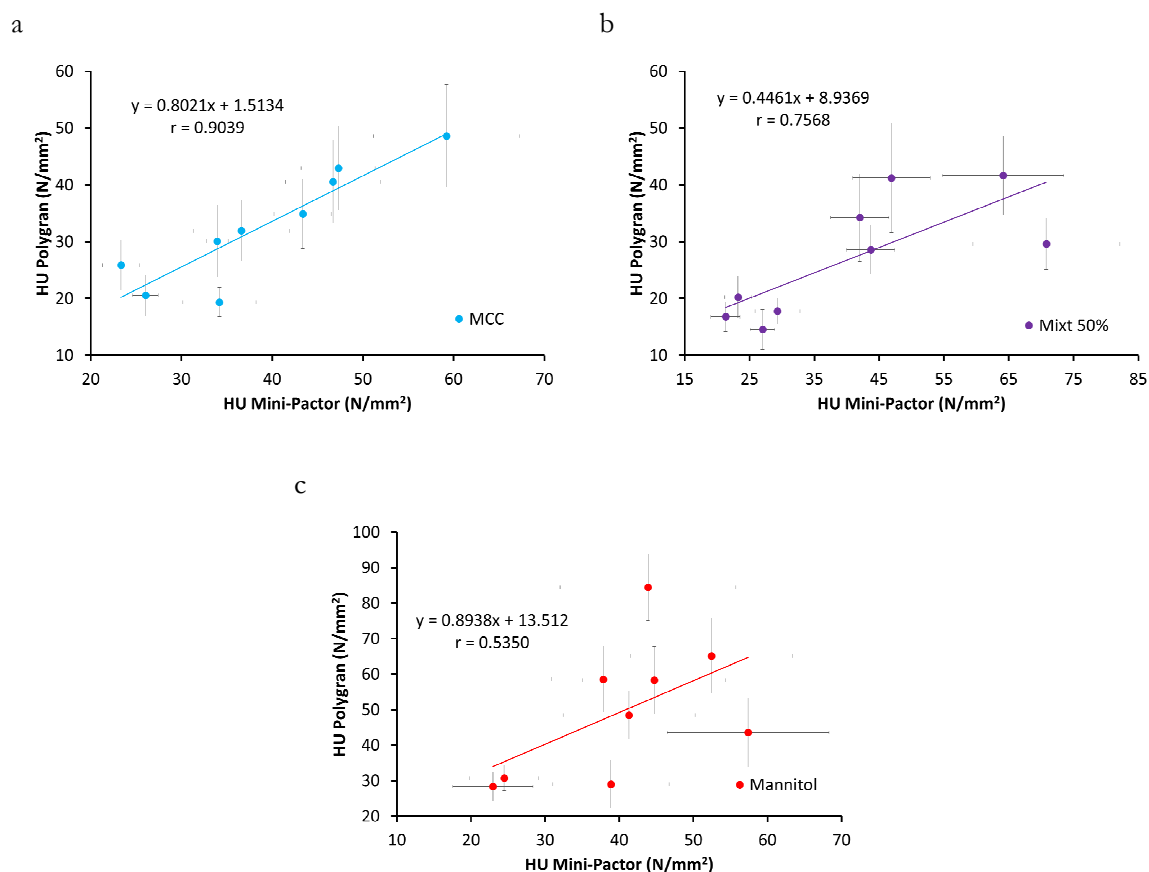 a
60
50
40
30
20
10
HU Polygran (N/mm²)
y = 0.8021x + 1.5134
r = 0.9039
MCC
20 30 40 50 60 70
HU Mini-Pactor (N/mm²)
b
60
50
40
30
20
10
HU Polygran (N/mm²)
y = 0.4461x + 8.9369
r = 0.7568
Mixt 50%
15 25 35 45 55 65 75 85
HU Mini-Pactor (N/mm²)
c
100
90
80
70
60
50
40
30
20
HU Polygran (N/mm²)
y = 0.8938x + 13.512
r = 0.5350
Mannitol
10 20 30 40 50 60 70
HU Mini-Pactor (N/mm²)